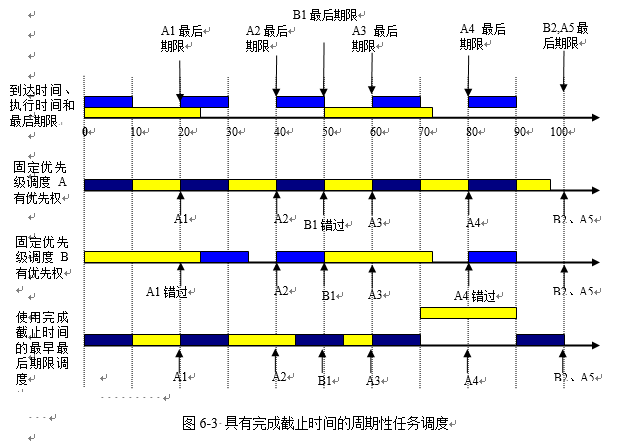 B1 最后期限
A1 最后
期限
A2 最后
期限
A3 最后
期限
A4 最后
期限
B2,A5 最
后期限
到达时间、
执行时间和
最后期限
0 10 20 30 40 50 60 70 80 90 100
固定优先
级调度 A
有优先权
A1 A2 B1 错过 A3 A4 B2、A5
固定优先
级调度 B
有优先权
A1 错过 A2 B1 A3 A4 错过 B2、A5
使用完成
截止时间
的最早最
后期限调
度
A1 A2 B1 A3 A4 B2、A5
图 6-3 具有完成截止时间的周期性任务调度